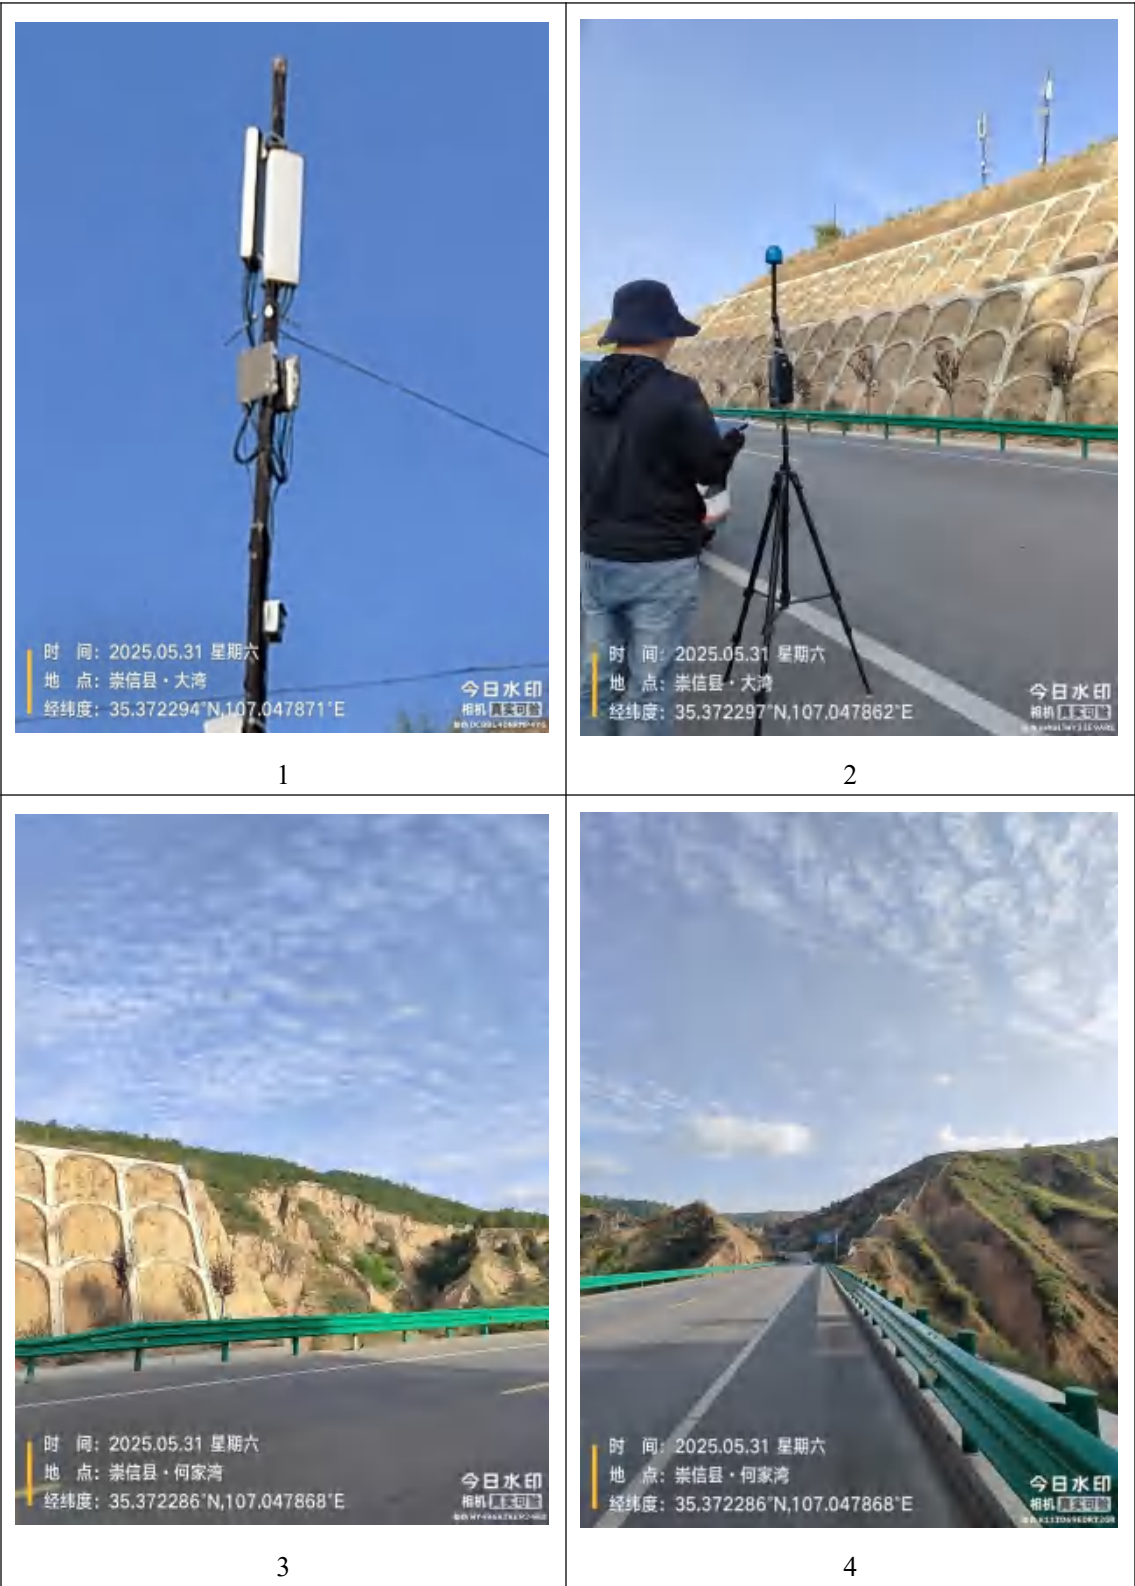 时 间：2025.05.31 星期六
地 点：崇信县·大湾
经纬度：35.372294°N,107.047871°E
今日水印
相机 真实可验
1
时 间：2025.05.31 星期六
地 点：崇信县·大湾
经纬度：35.372297°N,107.047862°E
今日水印
相机 真实可验
2
时 间：2025.05.31 星期六
地 点：崇信县·何家湾
经纬度：35.372286°N,107.047868°E
今日水印
相机 真实可验
3
时 间：2025.05.31 星期六
地 点：崇信县·何家湾
经纬度：35.372286°N,107.047868°E
今日水印
相机 真实可验
4